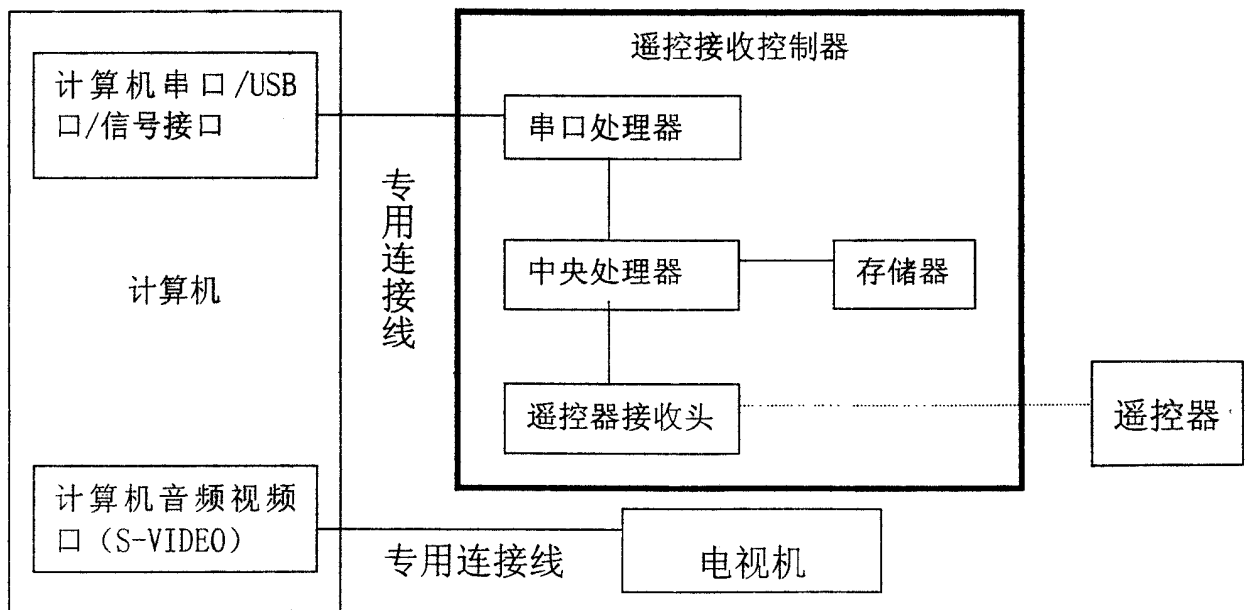 计算机串口/USB
口/信号接口
计算机
计算机音频视频
口(S-VIDEO)
专用连接线
遥控接收控制器
串口处理器
中央处理器
存储器
遥控器接收头
遥控器
专用连接线
电视机